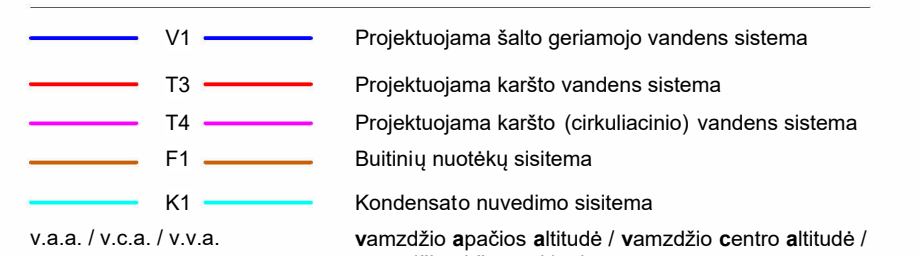 V1 Projektuojama šalto geriamojo vandens sistema
T3 Projektuojama karšto vandens sistema
T4 Projektuojama karšto (cirkuliacinio) vandens sistema
F1 Buitinių nuotėkų sisitema
K1 Kondensato nuvedimo sisitema
v.a.a. / v.c.a. / v.v.a. vamzdžio apačios altitudė / vamzdžio centro altitudė /